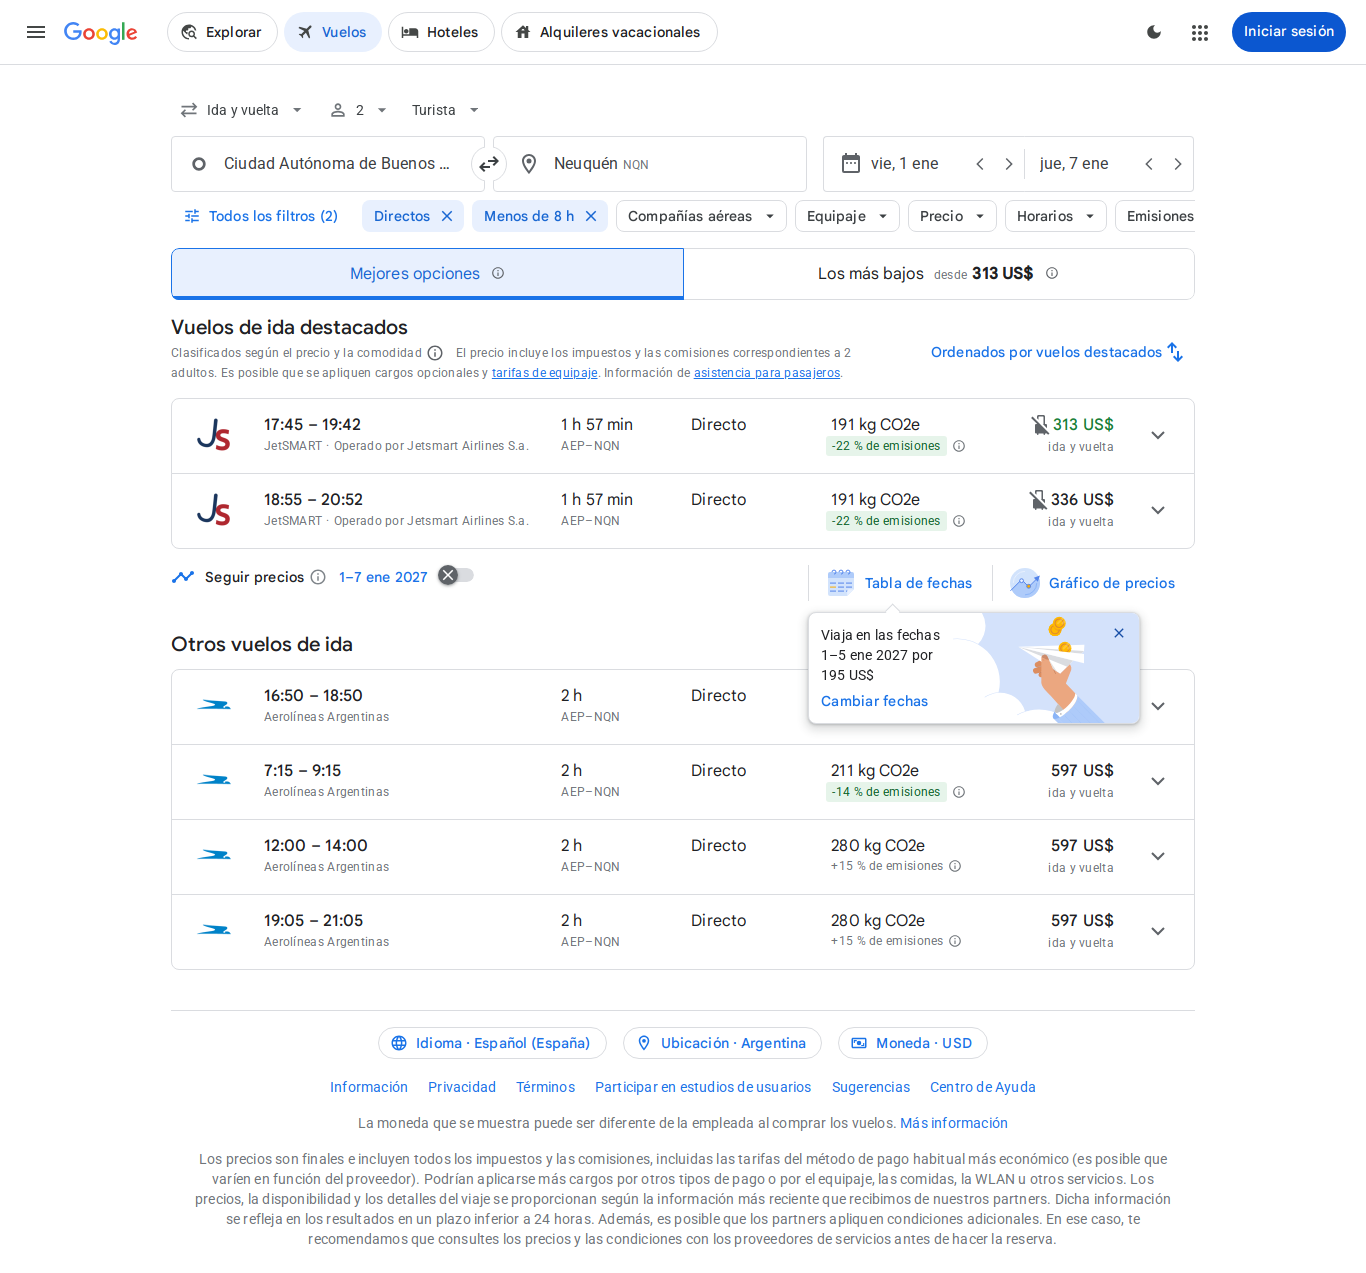 Google
Explorar
Vuelos
Hoteles
Alquileres vacacionales
Iniciar sesión
Ida y vuelta
2
Turista
Ciudad Autónoma de Buenos ...
Neuquén NQN
vie, 1 ene
jue, 7 ene
Todos los filtros (2)
Directos
Menos de 8 h
Compañías aéreas
Equipaje
Precio
Horarios
Emisiones
Mejores opciones
Los más bajos desde 313 US$
Vuelos de ida destacados
Clasificados según el precio y la comodidad El precio incluye los impuestos y las comisiones correspondientes a 2
adultos. Es posible que se apliquen cargos opcionales y tarifas de equipaje. Información de asistencia para pasajeros.
Ordenados por vuelos destacados
17:45 – 19:42 1 h 57 min Directo 191 kg CO2e 313 US$
JetSMART · Operado por Jetsmart Airlines S.a. AEP–NQN -22 % de emisiones ida y vuelta
18:55 – 20:52 1 h 57 min Directo 191 kg CO2e 336 US$
JetSMART · Operado por Jetsmart Airlines S.a. AEP–NQN -22 % de emisiones ida y vuelta
Seguir precios 1–7 ene 2027
Tabla de fechas
Gráfico de precios
Viaja en las fechas
1–5 ene 2027 por
195 US$
Cambiar fechas
Otros vuelos de ida
16:50 – 18:50 2 h Directo
Aerolíneas Argentinas AEP–NQN
7:15 – 9:15 2 h Directo 211 kg CO2e 597 US$
Aerolíneas Argentinas AEP–NQN -14 % de emisiones ida y vuelta
12:00 – 14:00 2 h Directo 280 kg CO2e 597 US$
Aerolíneas Argentinas AEP–NQN +15 % de emisiones ida y vuelta
19:05 – 21:05 2 h Directo 280 kg CO2e 597 US$
Aerolíneas Argentinas AEP–NQN +15 % de emisiones ida y vuelta
Idioma · Español (España)
Ubicación · Argentina
Moneda · USD
Información Privacidad Términos Participar en estudios de usuarios Sugerencias Centro de Ayuda
La moneda que se muestra puede ser diferente de la empleada al comprar los vuelos. Más información
Los precios son finales e incluyen todos los impuestos y las comisiones, incluidas las tarifas del método de pago habitual más económico (es posible que
varíen en función del proveedor). Podrían aplicarse más cargos por otros tipos de pago o por el equipaje, las comidas, la WLAN u otros servicios. Los
precios, la disponibilidad y los detalles del viaje se proporcionan según la información más reciente que recibimos de nuestros partners. Dicha información
se refleja en los resultados en un plazo inferior a 24 horas. Además, es posible que los partners apliquen condiciones adicionales. En ese caso, te
recomendamos que consultes los precios y las condiciones con los proveedores de servicios antes de hacer la reserva.